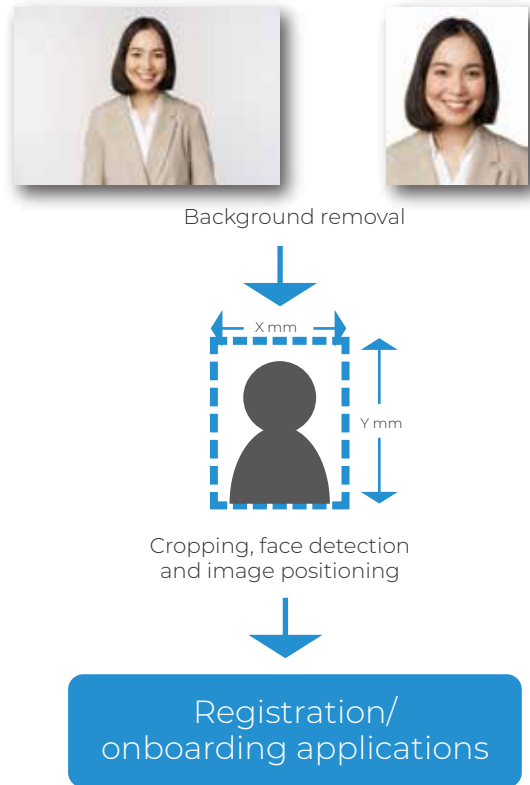 Background removal
X mm
Y mm
Cropping, face detection
and image positioning
Registration/
onboarding applications